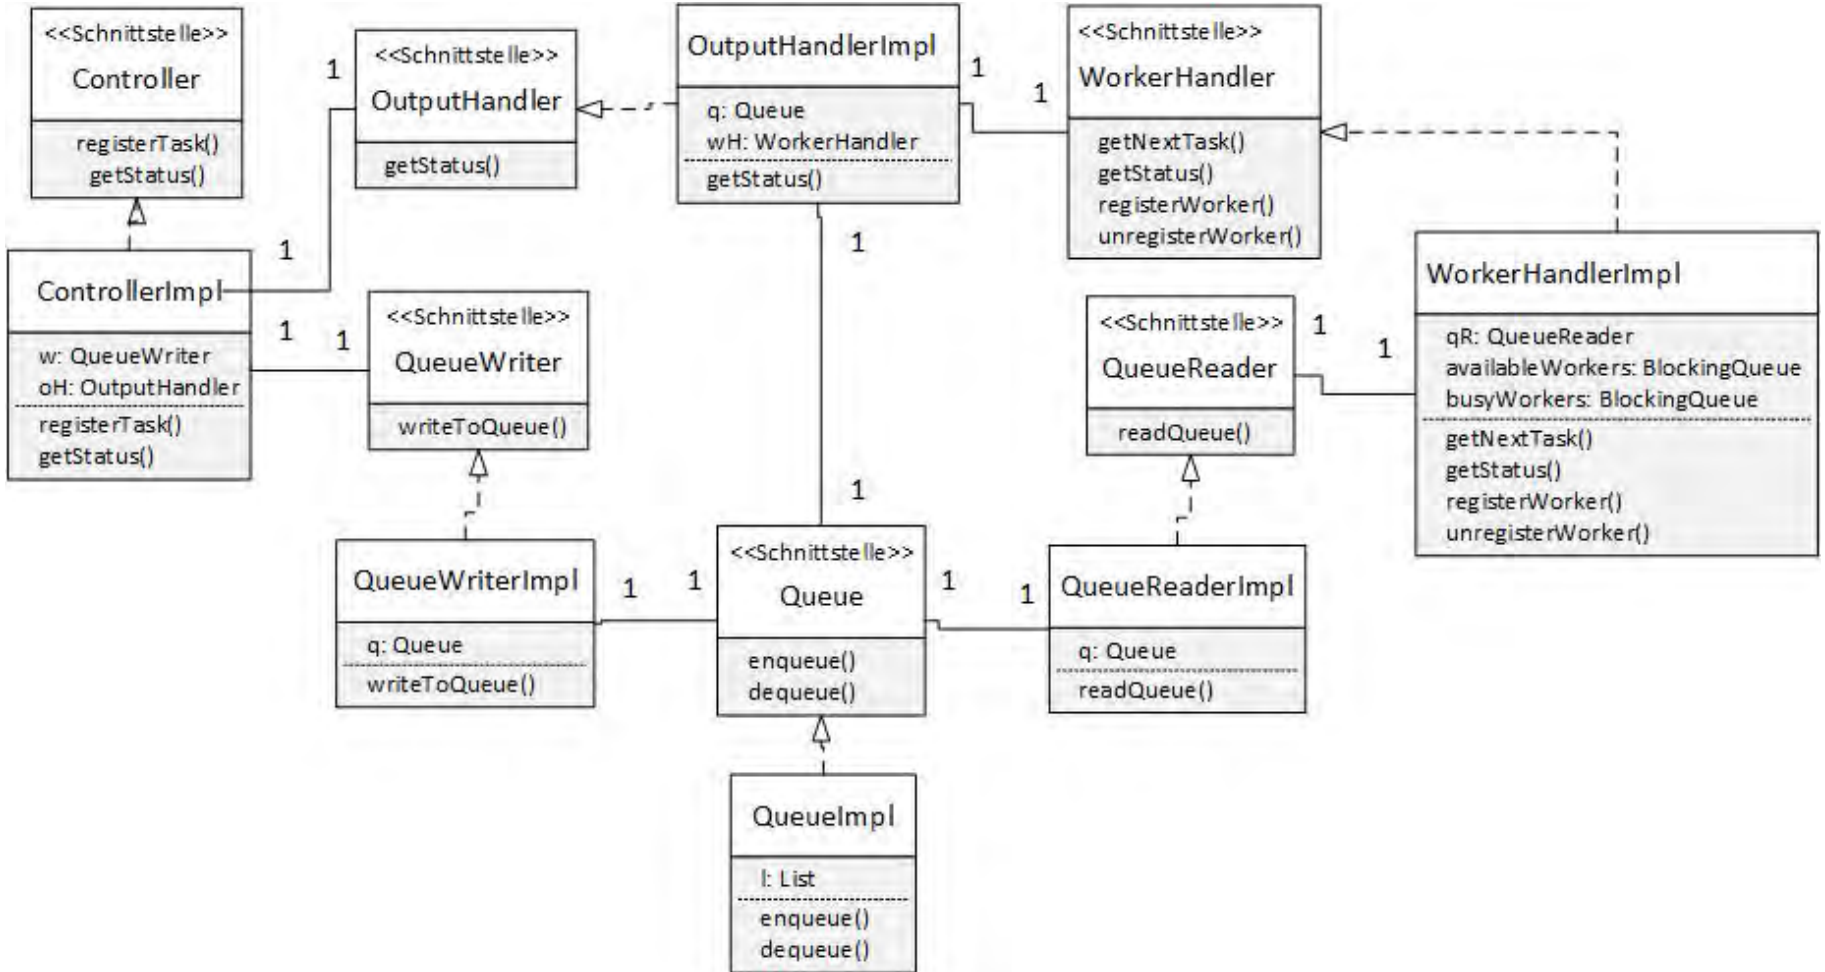 <<Schnittstelle>>
Controller
registerTask()
getStatus()
<<Schnittstelle>>
OutputHandler
getStatus()
OutputHandlerImpl
q: Queue
wH: WorkerHandler
getStatus()
<<Schnittstelle>>
WorkerHandler
getNextTask()
getStatus()
registerWorker()
unregisterWorker()
1
1
1
1
1
ControllerImpl
w: QueueWriter
oH: OutputHandler
registerTask()
getStatus()
1
1
<<Schnittstelle>>
QueueWriter
writeToQueue()
<<Schnittstelle>>
QueueReader
readQueue()
1
1
WorkerHandlerImpl
qR: QueueReader
availableWorkers: BlockingQueue
busyWorkers: BlockingQueue
getNextTask()
getStatus()
registerWorker()
unregisterWorker()
1
QueueWriterImpl
q: Queue
writeToQueue()
1
1
<<Schnittstelle>>
Queue
enqueue()
dequeue()
1
1
QueueReaderImpl
q: Queue
readQueue()
QueueImpl
l: List
enqueue()
dequeue()